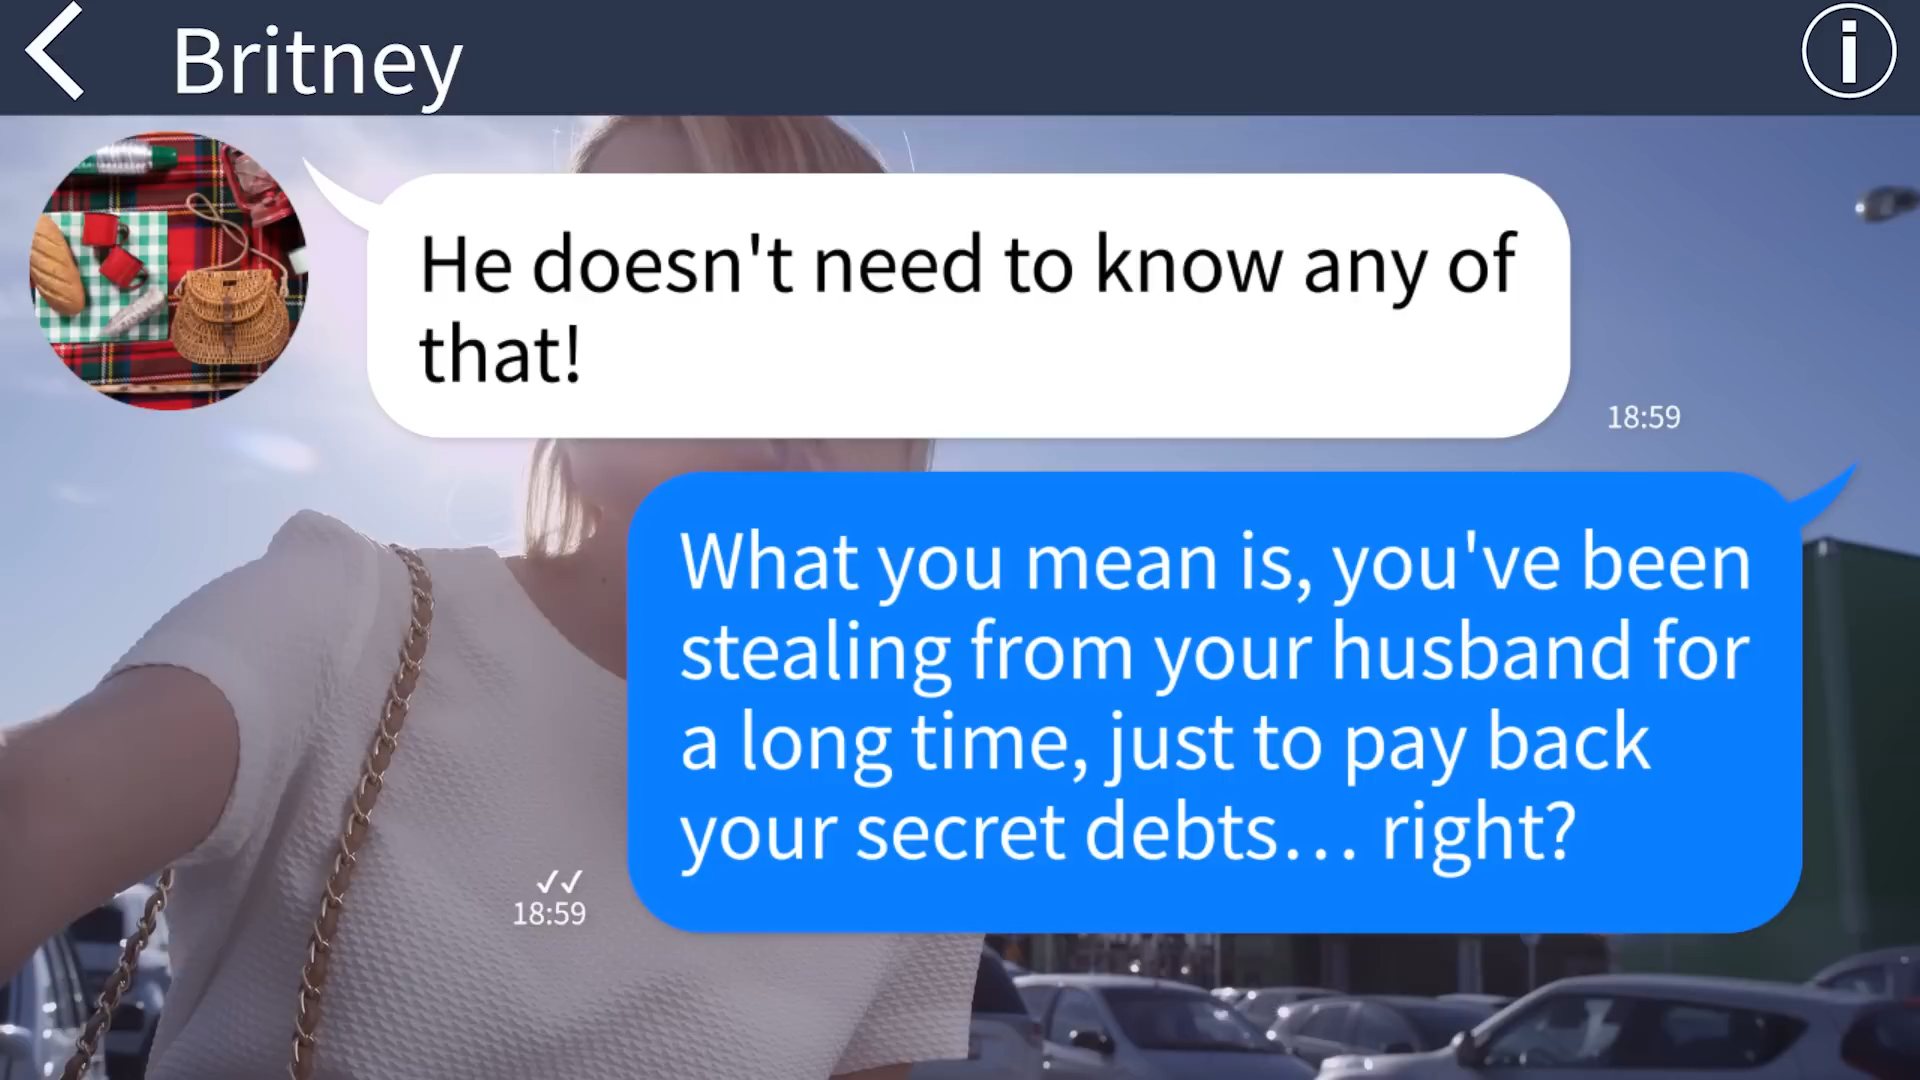 Britney
He doesn't need to know any of
that!
18:59
What you mean is, you've been
stealing from your husband for
a long time, just to pay back
your secret debts… right?
18:59